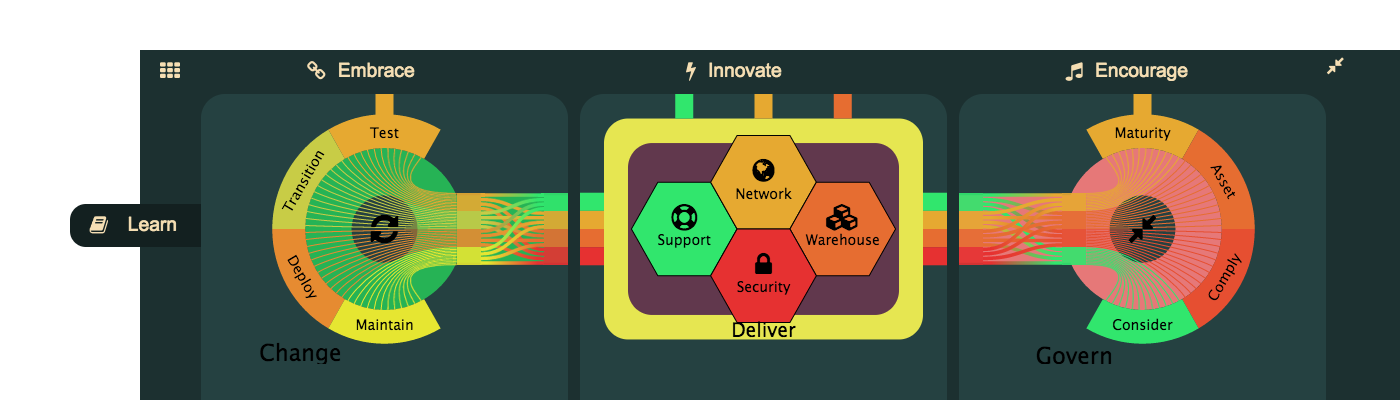 Embrace
Innovate
Encourage
Learn
Test
Transition
Deploy
Maintain
Change
Network
Support
Warehouse
Security
Deliver
Maturity
Asset
Comply
Consider
Govern